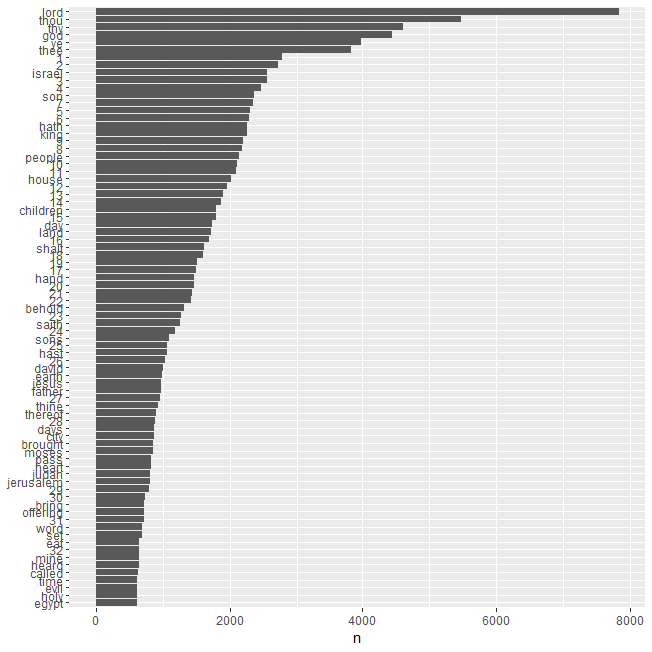 lord
thou
thy
god
ye
thee
1
2
israel
3
4
son
7
5
6
hath
king
9
8
people
10
11
house
12
13
14
children
15
day
land
16
shalt
18
19
17
hand
20
21
22
behold
23
saith
24
sons
25
hast
26
david
earth
jesus
father
27
thine
thereof
28
days
city
brought
moses
pass
heart
judah
jerusalem
29
30
bring
offering
31
word
set
eat
32
mine
heard
called
time
evil
holy
egypt
0 2000 4000 6000 8000
n